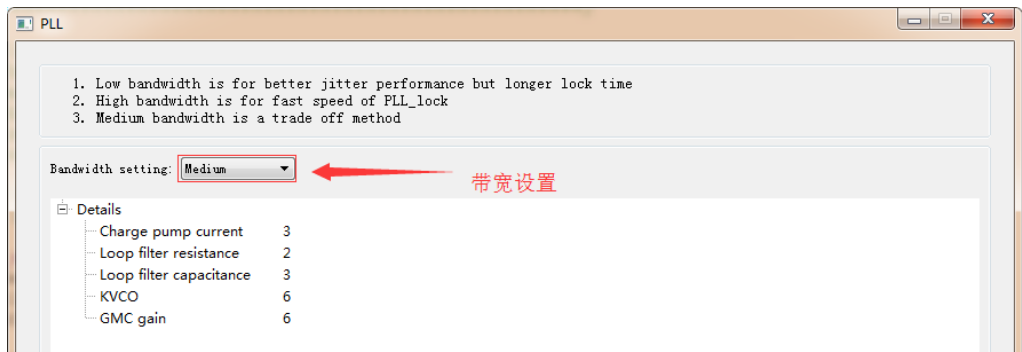 PLL
1. Low bandwidth is for better jitter performance but longer lock time
2. High bandwidth is for fast speed of PLL_lock
3. Medium bandwidth is a trade off method
Bandwidth setting: Medium
带宽设置
Details
Charge pump current 3
Loop filter resistance 2
Loop filter capacitance 3
KVCO 6
GMC gain 6